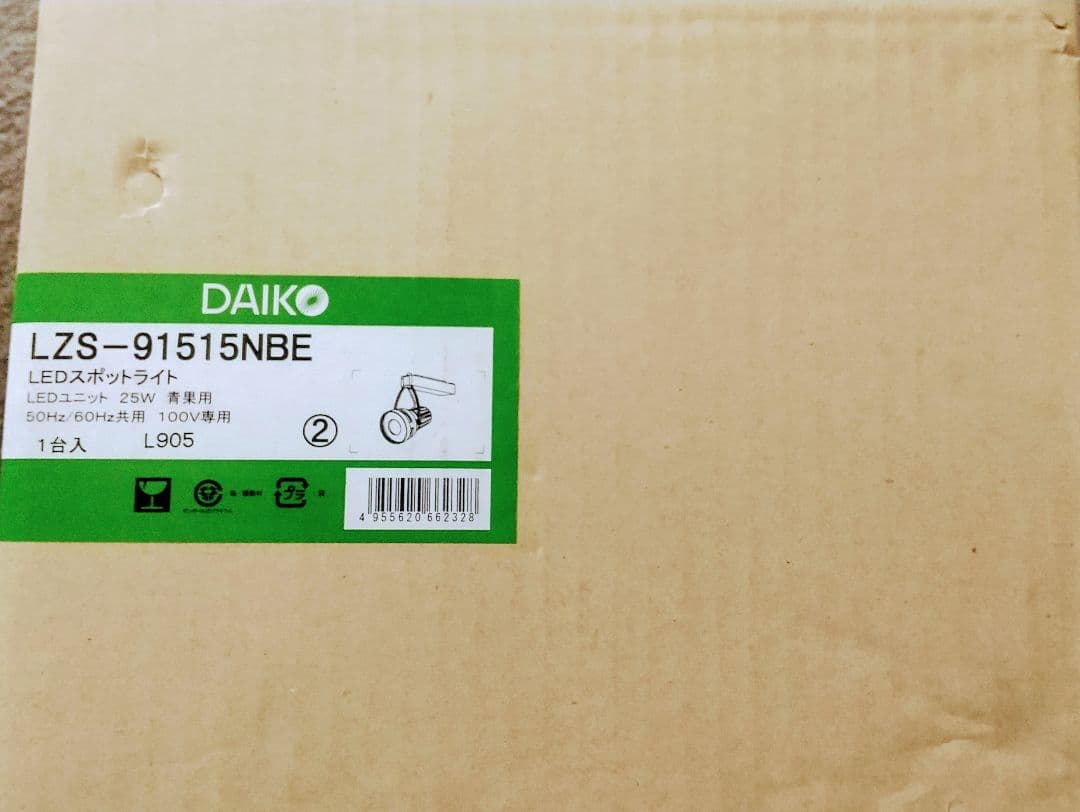 DAIKO
LZS-91515NBE
LEDスポットライト
LEDユニット 25W 青果用
50Hz/60Hz共用 100V専用
1台入 L905
②
プラ
4 955620 662328